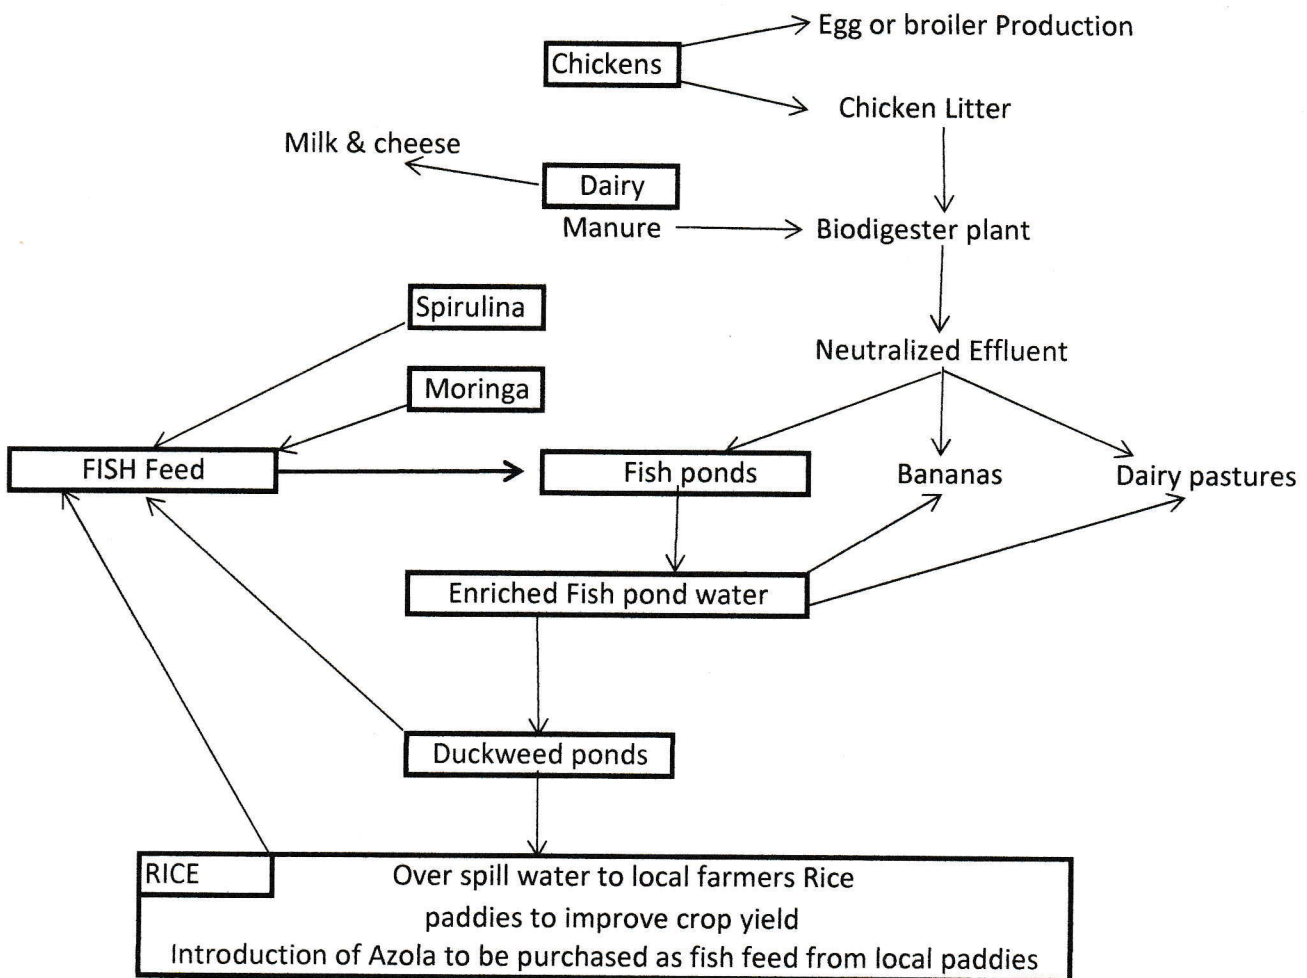 Egg or broiler Production
Chickens
Chicken Litter
Milk & cheese
Dairy
Manure
Biodigester plant
Spirulina
Neutralized Effluent
Moringa
FISH Feed
Fish ponds
Bananas
Dairy pastures
Enriched Fish pond water
Duckweed ponds
RICE
Over spill water to local farmers Rice
paddies to improve crop yield
Introduction of Azola to be purchased as fish feed from local paddies